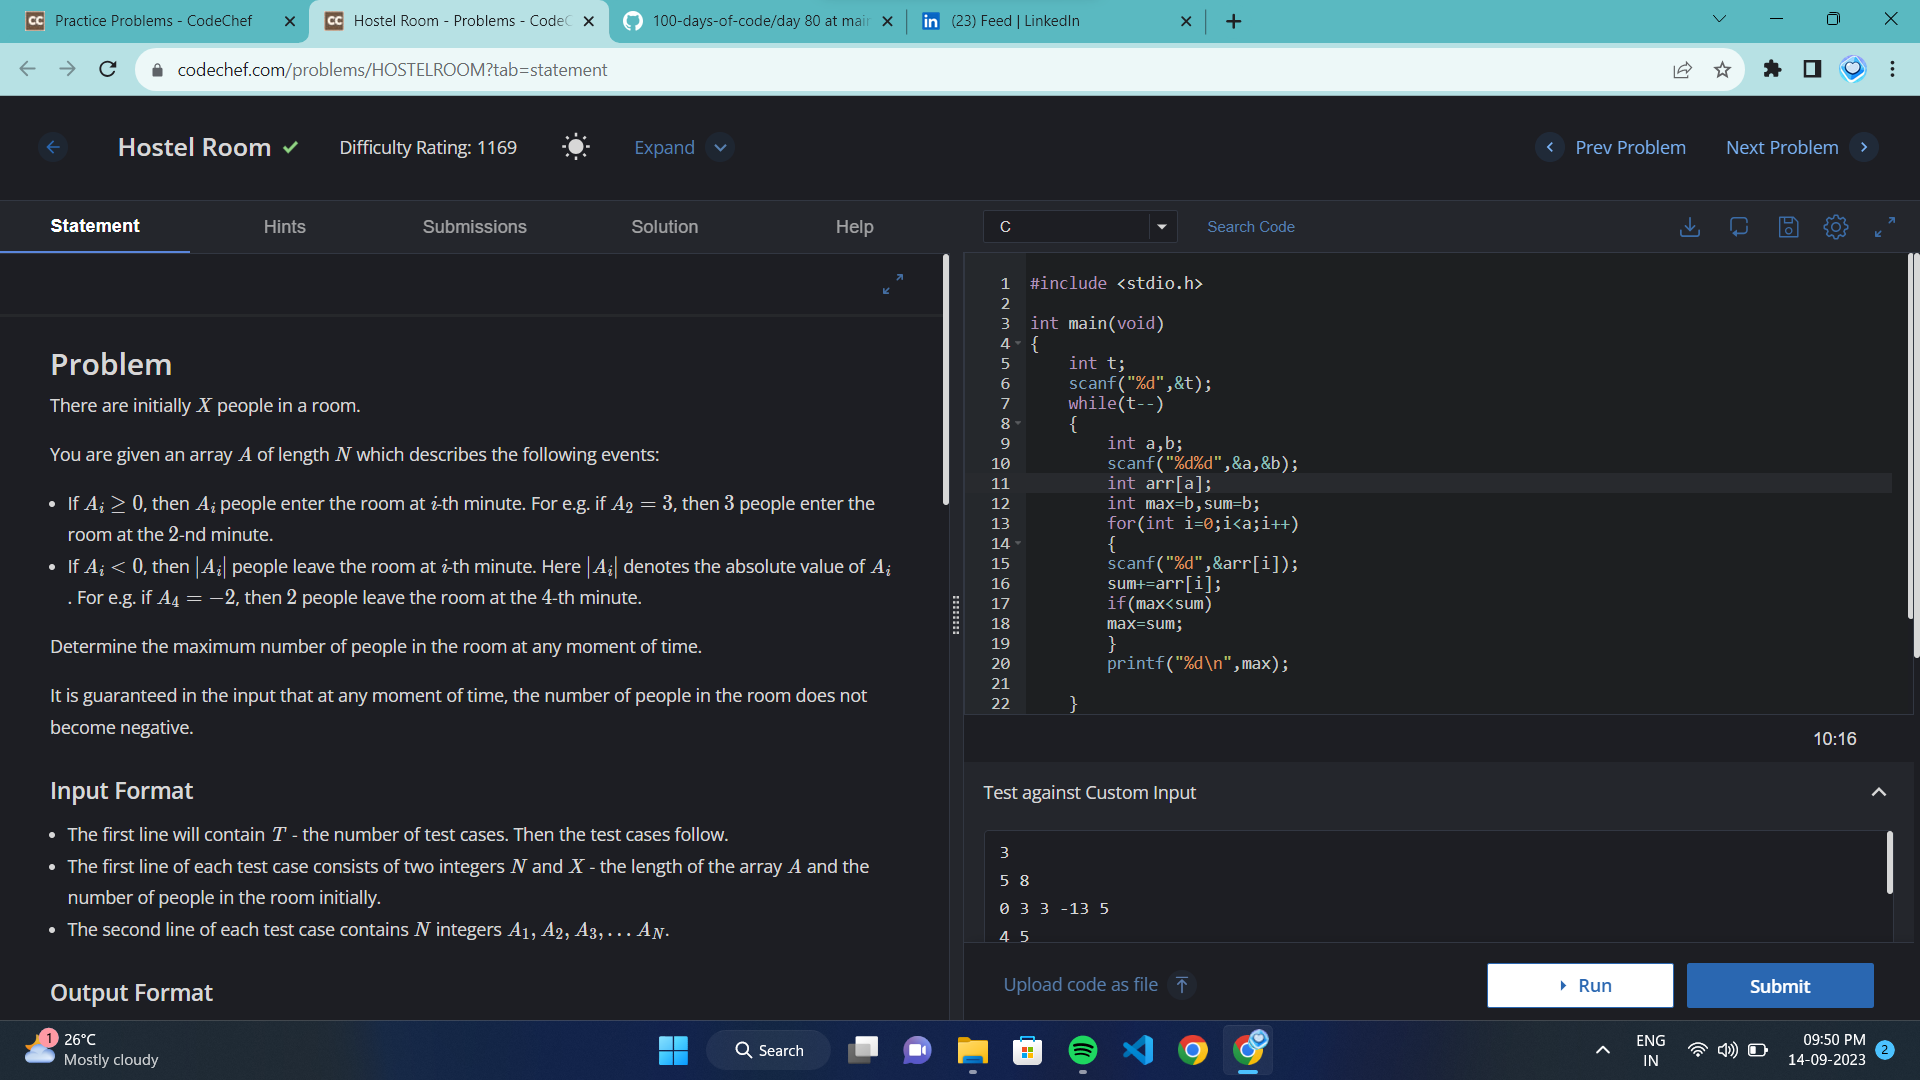 Practice Problems - CodeChef
Hostel Room - Problems - CodeC
100-days-of-code/day 80 at main
(23) Feed | LinkedIn
codechef.com/problems/HOSTELROOM?tab=statement
Hostel Room
Difficulty Rating: 1169
Expand
Prev Problem
Next Problem
Statement
Hints
Submissions
Solution
Help
Problem
There are initially X people in a room.
You are given an array A of length N which describes the following events:
• If Aᵢ ≥ 0, then Aᵢ people enter the room at i-th minute. For e.g. if A₂ = 3, then 3 people enter the
room at the 2-nd minute.
• If Aᵢ < 0, then |Aᵢ| people leave the room at i-th minute. Here |Aᵢ| denotes the absolute value of Aᵢ
. For e.g. if A₄ = −2, then 2 people leave the room at the 4-th minute.
Determine the maximum number of people in the room at any moment of time.
It is guaranteed in the input that at any moment of time, the number of people in the room does not
become negative.
Input Format
• The first line will contain T - the number of test cases. Then the test cases follow.
• The first line of each test case consists of two integers N and X - the length of the array A and the
number of people in the room initially.
• The second line of each test case contains N integers A₁, A₂, A₃, … A_N.
Output Format
C
Search Code
1 #include <stdio.h>
2
3 int main(void)
4 {
5     int t;
6     scanf("%d",&t);
7     while(t--)
8     {
9         int a,b;
10         scanf("%d%d",&a,&b);
11         int arr[a];
12         int max=b,sum=b;
13         for(int i=0;i<a;i++)
14         {
15         scanf("%d",&arr[i]);
16         sum+=arr[i];
17         if(max<sum)
18         max=sum;
19         }
20         printf("%d\n",max);
21
22     }
10:16
Test against Custom Input
3
5 8
0 3 3 -13 5
4 5
Upload code as file
Run
Submit
1
26°C
Mostly cloudy
Search
ENG
IN
09:50 PM
14-09-2023
2